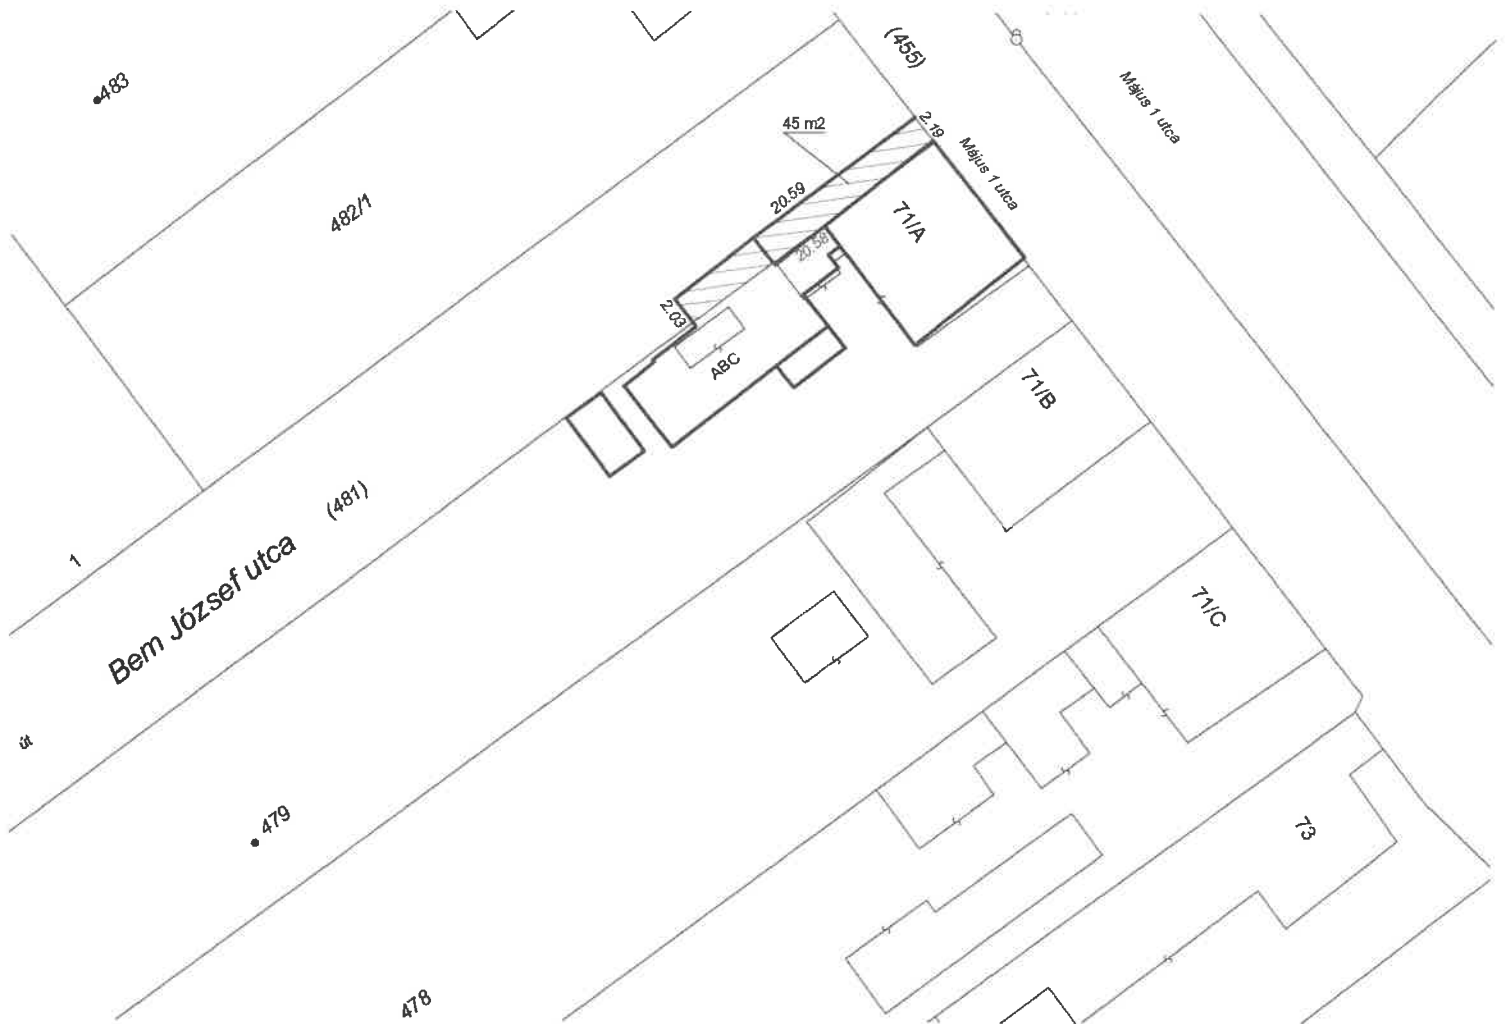 483
(455)
8
Május 1 utca
45 m2
2.19
Május 1 utca
482/1
20.59
71/A
20.58
2.03
ABC
71/B
(481)
Bem József utca
1
71/C
út
479
73
478